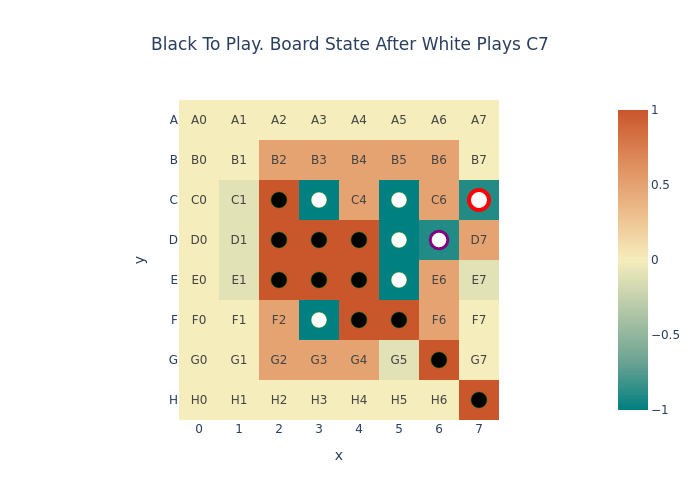 Black To Play. Board State After White Plays C7
A A0 A1 A2 A3 A4 A5 A6 A7
B B0 B1 B2 B3 B4 B5 B6 B7
C C0 C1 C4 C6
D D0 D1 D7
E E0 E1 E6 E7
F F0 F1 F2 F6 F7
G G0 G1 G2 G3 G4 G5 G7
H H0 H1 H2 H3 H4 H5 H6
0 1 2 3 4 5 6 7
x
y
1
0.5
0
−0.5
−1